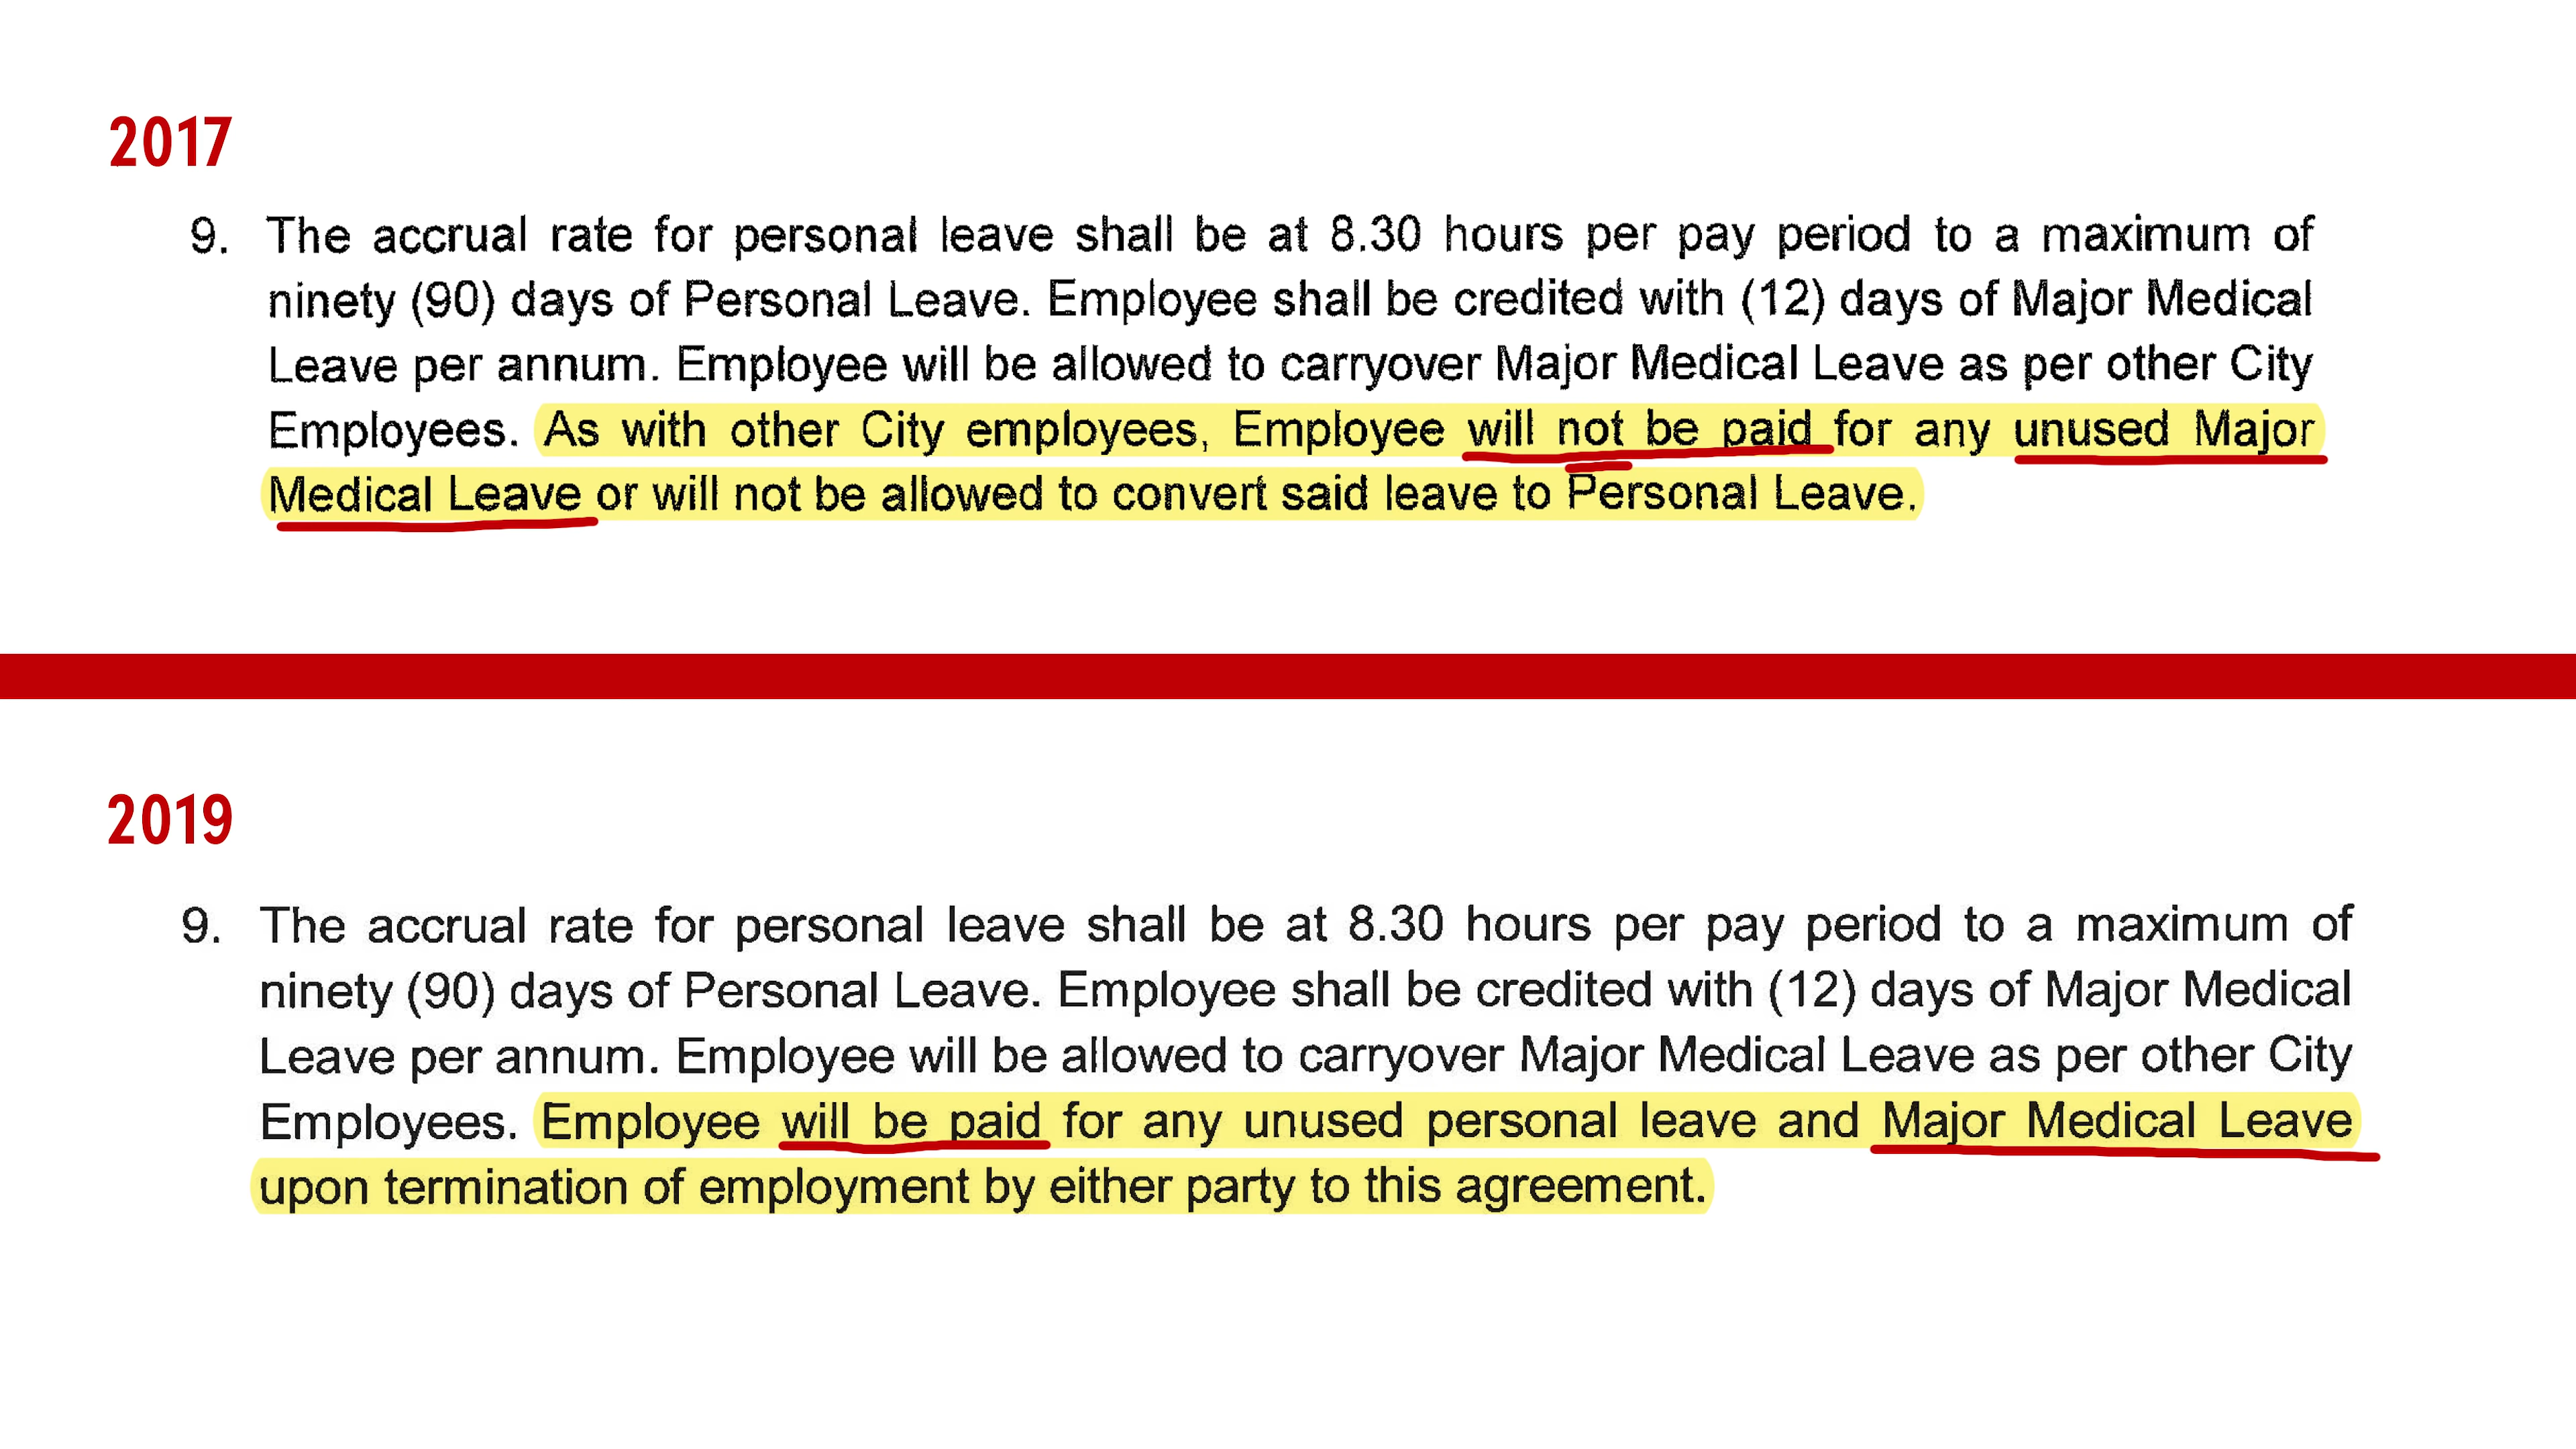 2017
9. The accrual rate for personal leave shall be at 8.30 hours per pay period to a maximum of
ninety (90) days of Personal Leave. Employee shall be credited with (12) days of Major Medical
Leave per annum. Employee will be allowed to carryover Major Medical Leave as per other City
Employees. As with other City employees, Employee will not be paid for any unused Major
Medical Leave or will not be allowed to convert said leave to Personal Leave.
2019
9. The accrual rate for personal leave shall be at 8.30 hours per pay period to a maximum of
ninety (90) days of Personal Leave. Employee shall be credited with (12) days of Major Medical
Leave per annum. Employee will be allowed to carryover Major Medical Leave as per other City
Employees. Employee will be paid for any unused personal leave and Major Medical Leave
upon termination of employment by either party to this agreement.